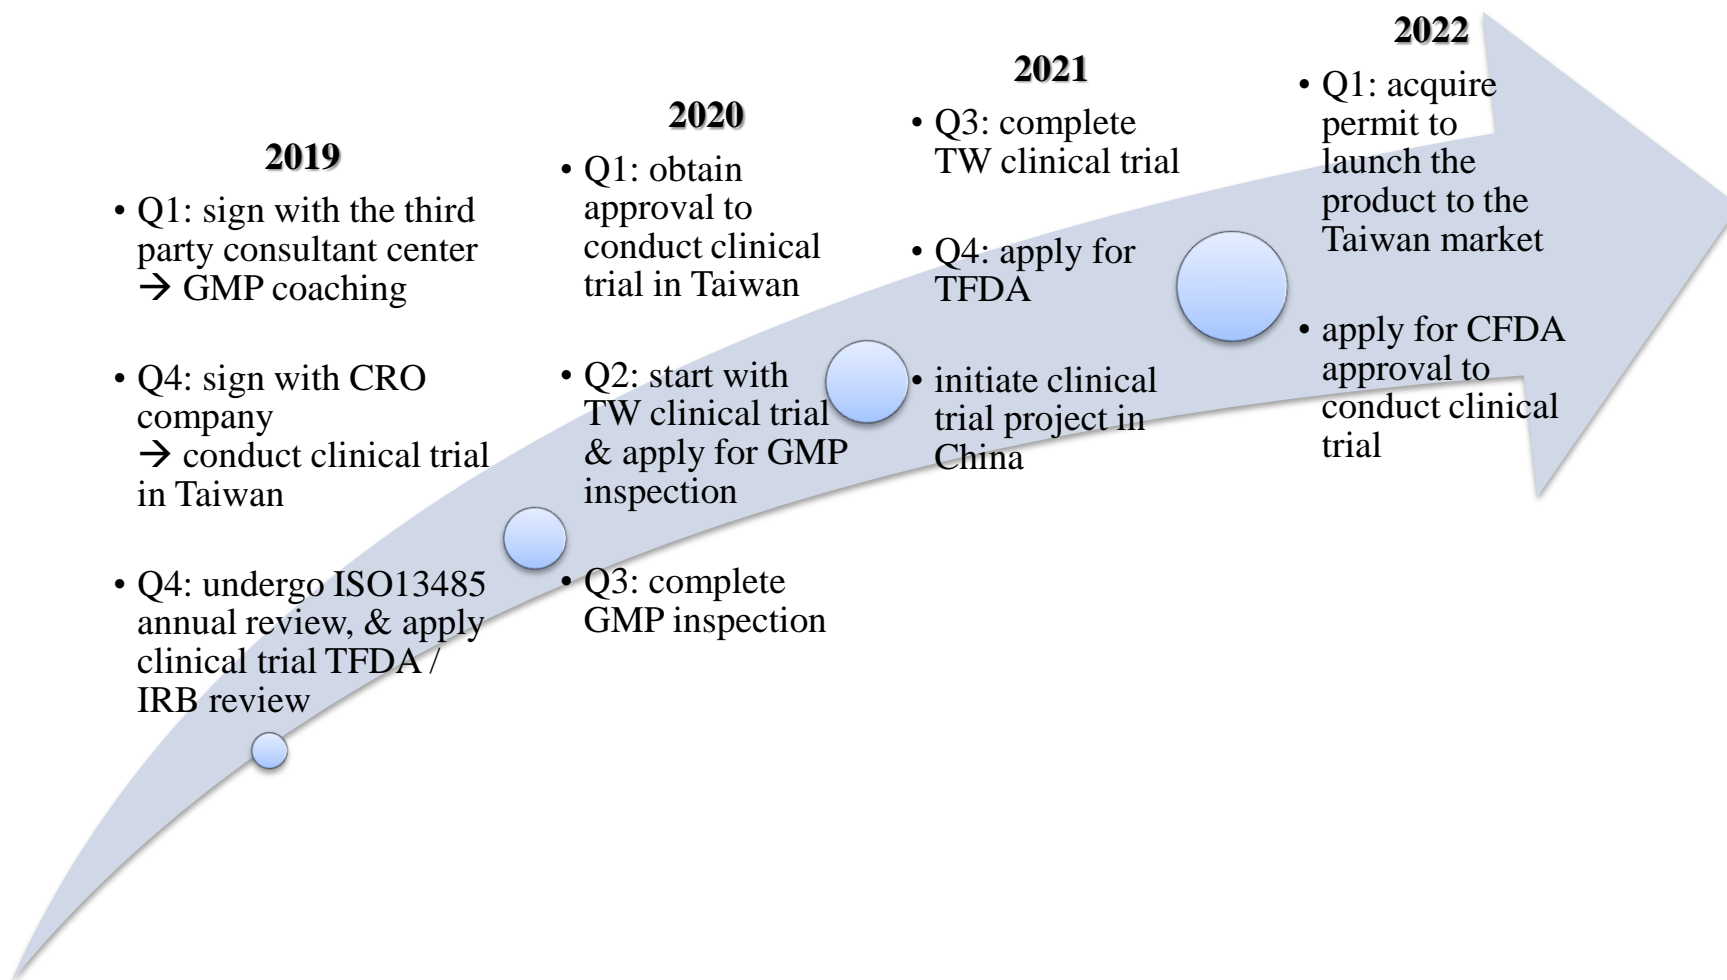 2019
• Q1: sign with the third
party consultant center
→ GMP coaching
• Q4: sign with CRO
company
→ conduct clinical trial
in Taiwan
• Q4: undergo ISO13485
annual review, & apply
clinical trial TFDA /
IRB review
2020
• Q1: obtain
approval to
conduct clinical
trial in Taiwan
• Q2: start with
TW clinical trial
& apply for GMP
inspection
• Q3: complete
GMP inspection
2021
• Q3: complete
TW clinical trial
• Q4: apply for
TFDA
• initiate clinical
trial project in
China
2022
• Q1: acquire
permit to
launch the
product to the
Taiwan market
• apply for CFDA
approval to
conduct clinical
trial